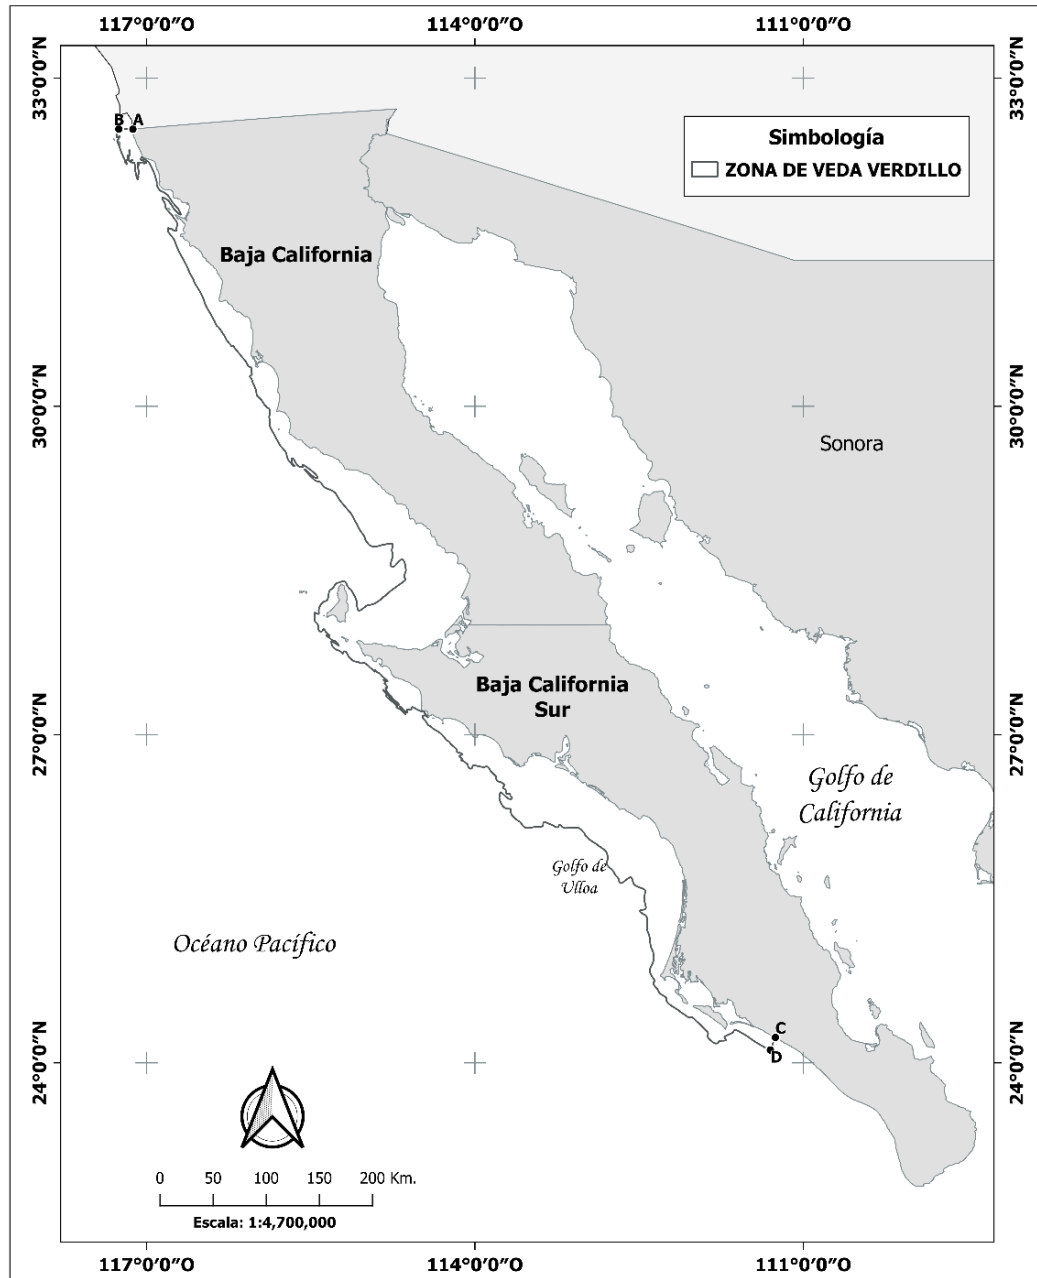 117°0'0"O
114°0'0"O
111°0'0"O
33°0'0"N
33°0'0"N
B
A
Simbología
ZONA DE VEDA VERDILLO
Baja California
30°0'0"N
30°0'0"N
Sonora
Baja California
Sur
27°0'0"N
27°0'0"N
Golfo de
California
Golfo de
Ulloa
Océano Pacífico
C
D
24°0'0"N
24°0'0"N
0 50 100 150 200 Km.
Escala: 1:4,700,000
117°0'0"O
114°0'0"O
111°0'0"O